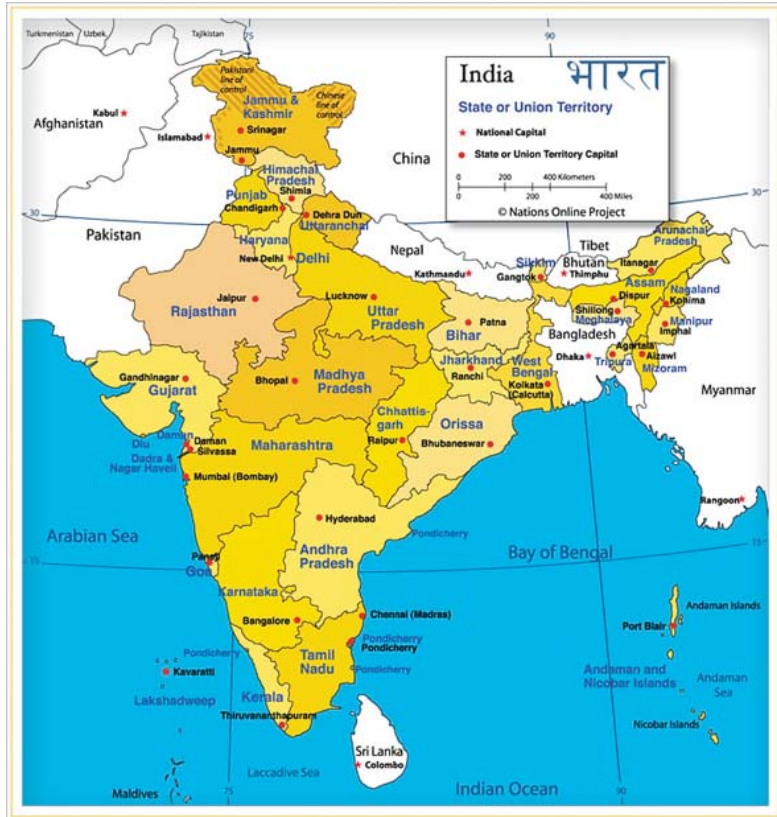 Turkmenistan
Uzbek.
Tajikistan
75
90
India
भारत
State or Union Territory
National Capital
State or Union Territory Capital
0
200
400 Kilometers
0
200
400 Miles
© Nations Online Project
Pakistani
line of
control
Chinese
line of
control
Jammu &
Kashmir
Srinagar
Jammu
Kabul
Afghanistan
Islamabad
China
Himachal
Pradesh
Shimla
Punjab
Chandigarh
Dehra Dun
Uttaranchal
30
30
Pakistan
Haryana
New Delhi
Delhi
Nepal
Kathmandu
Tibet
Bhutan
Thimphu
Sikkim
Gangtok
Arunachal
Pradesh
Itanagar
Assam
Dispur
Nagaland
Kohima
Shillong
Meghalaya
Manipur
Imphal
Rajasthan
Jaipur
Lucknow
Uttar
Pradesh
Bihar
Patna
Bangladesh
Dhaka
Agartala
Tripura
Aizawl
Mizoram
Jharkhand
Ranchi
West
Bengal
Kolkata
(Calcutta)
Gandhinagar
Gujarat
Bhopal
Madhya
Pradesh
Chhattis-
garh
Raipur
Orissa
Bhubaneswar
Myanmar
Daman
Diu
Daman
Silvassa
Dadra &
Nagar Haveli
Maharashtra
Mumbai (Bombay)
Rangoon
Hyderabad
Pondicherry
Arabian Sea
Andhra
Pradesh
Bay of Bengal
15
15
Panaji
Goa
Karnataka
Bangalore
Chennai (Madras)
Andaman Islands
Port Blair
Pondicherry
Pondicherry
Pondicherry
Tamil
Nadu
Pondicherry
Kavaratti
Lakshadweep
Kerala
Thiruvananthapuram
Andaman and
Nicobar Islands
Andaman
Sea
Nicobar Islands
Sri Lanka
Colombo
Laccadive Sea
Maldives
Indian Ocean
75
90